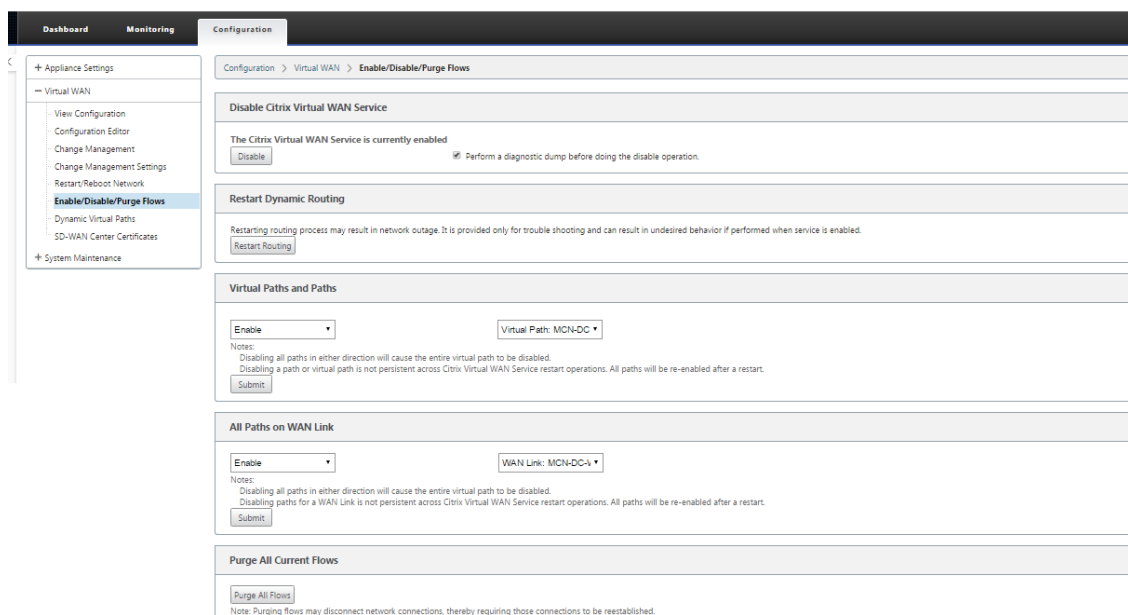 Dashboard Monitoring Configuration
+ Appliance Settings
− Virtual WAN
View Configuration
Configuration Editor
Change Management
Change Management Settings
Restart/Reboot Network
Enable/Disable/Purge Flows
Dynamic Virtual Paths
SD-WAN Center Certificates
+ System Maintenance
Configuration > Virtual WAN > Enable/Disable/Purge Flows
Disable Citrix Virtual WAN Service
The Citrix Virtual WAN Service is currently enabled
Disable Perform a diagnostic dump before doing the disable operation.
Restart Dynamic Routing
Restarting routing process may result in network outage. It is provided only for trouble shooting and can result in undesired behavior if performed when service is enabled.
Restart Routing
Virtual Paths and Paths
Enable Virtual Path: MCN-DC
Notes:
Disabling all paths in either direction will cause the entire virtual path to be disabled.
Disabling a path or virtual path is not persistent across Citrix Virtual WAN Service restart operations. All paths will be re-enabled after a restart.
Submit
All Paths on WAN Link
Enable WAN Link: MCN-DC-
Notes:
Disabling all paths in either direction will cause the entire virtual path to be disabled.
Disabling paths for a WAN Link is not persistent across Citrix Virtual WAN Service restart operations. All paths will be re-enabled after a restart.
Submit
Purge All Current Flows
Purge All Flows
Note: Purging flows may disconnect network connections, thereby requiring those connections to be reestablished.